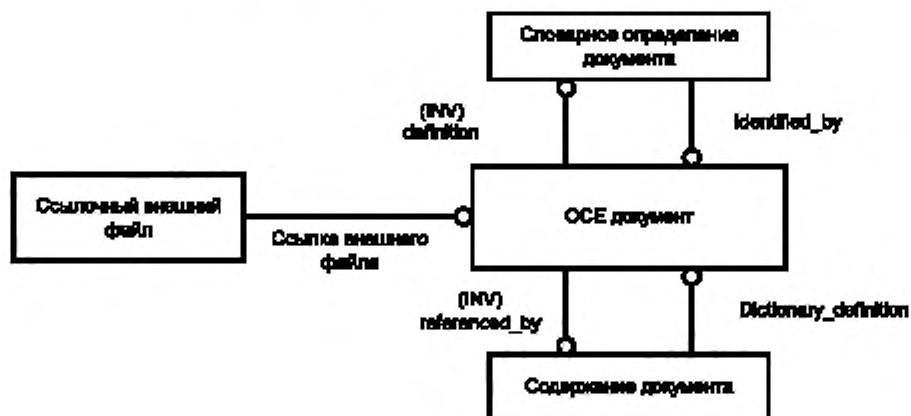 Словарное определение
документа
(INV)
definition
Identified_by
Ссылочный внешний
файл
ОСЕ документ
Ссылка внешнего
файла
(INV)
referenced_by
Dictionary_definition
Содержание документа